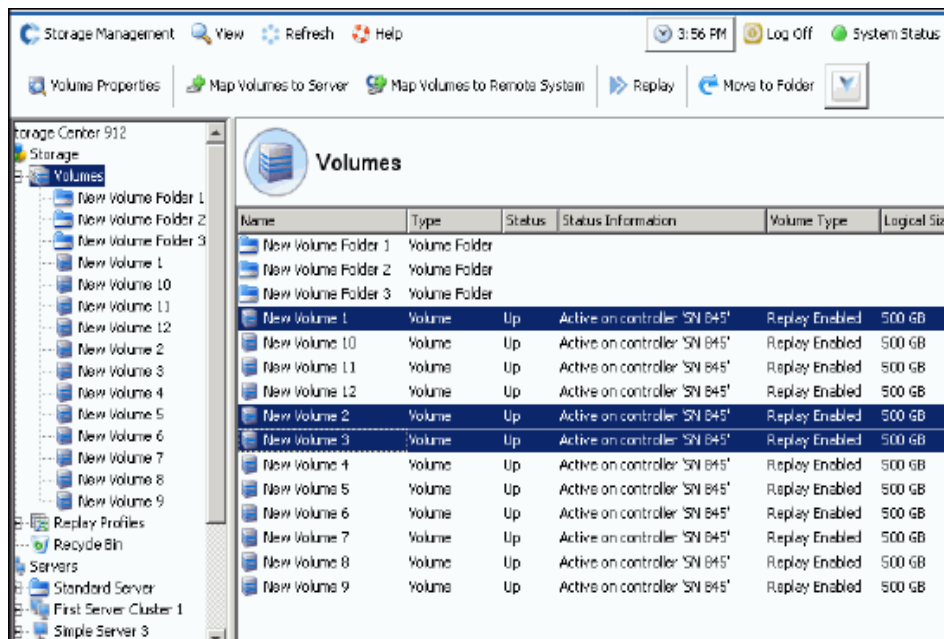 Storage Management View Refresh Help 3:56 PM Log Off System Status
Volume Properties Map Volumes to Server Map Volumes to Remote System Replay Move to Folder
torage Center 912
Storage
Volumes
New Volume Folder 1
New Volume Folder 2
New Volume Folder 3
New Volume 1
New Volume 10
New Volume 11
New Volume 12
New Volume 2
New Volume 3
New Volume 4
New Volume 5
New Volume 6
New Volume 7
New Volume 8
New Volume 9
Replay Profiles
Recycle Bin
Servers
Standard Server
First Server Cluster 1
Simple Server 3
Volumes
Name Type Status Status Information Volume Type Logical Siz
New Volume Folder 1 Volume Folder
New Volume Folder 2 Volume Folder
New Volume Folder 3 Volume Folder
New Volume 1 Volume Up Active on controller 'SN 845' Replay Enabled 500 GB
New Volume 10 Volume Up Active on controller 'SN 845' Replay Enabled 500 GB
New Volume 11 Volume Up Active on controller 'SN 845' Replay Enabled 500 GB
New Volume 12 Volume Up Active on controller 'SN 845' Replay Enabled 500 GB
New Volume 2 Volume Up Active on controller 'SN 845' Replay Enabled 500 GB
New Volume 3 Volume Up Active on controller 'SN 845' Replay Enabled 500 GB
New Volume 4 Volume Up Active on controller 'SN 845' Replay Enabled 500 GB
New Volume 5 Volume Up Active on controller 'SN 845' Replay Enabled 500 GB
New Volume 6 Volume Up Active on controller 'SN 845' Replay Enabled 500 GB
New Volume 7 Volume Up Active on controller 'SN 845' Replay Enabled 500 GB
New Volume 8 Volume Up Active on controller 'SN 845' Replay Enabled 500 GB
New Volume 9 Volume Up Active on controller 'SN 845' Replay Enabled 500 GB